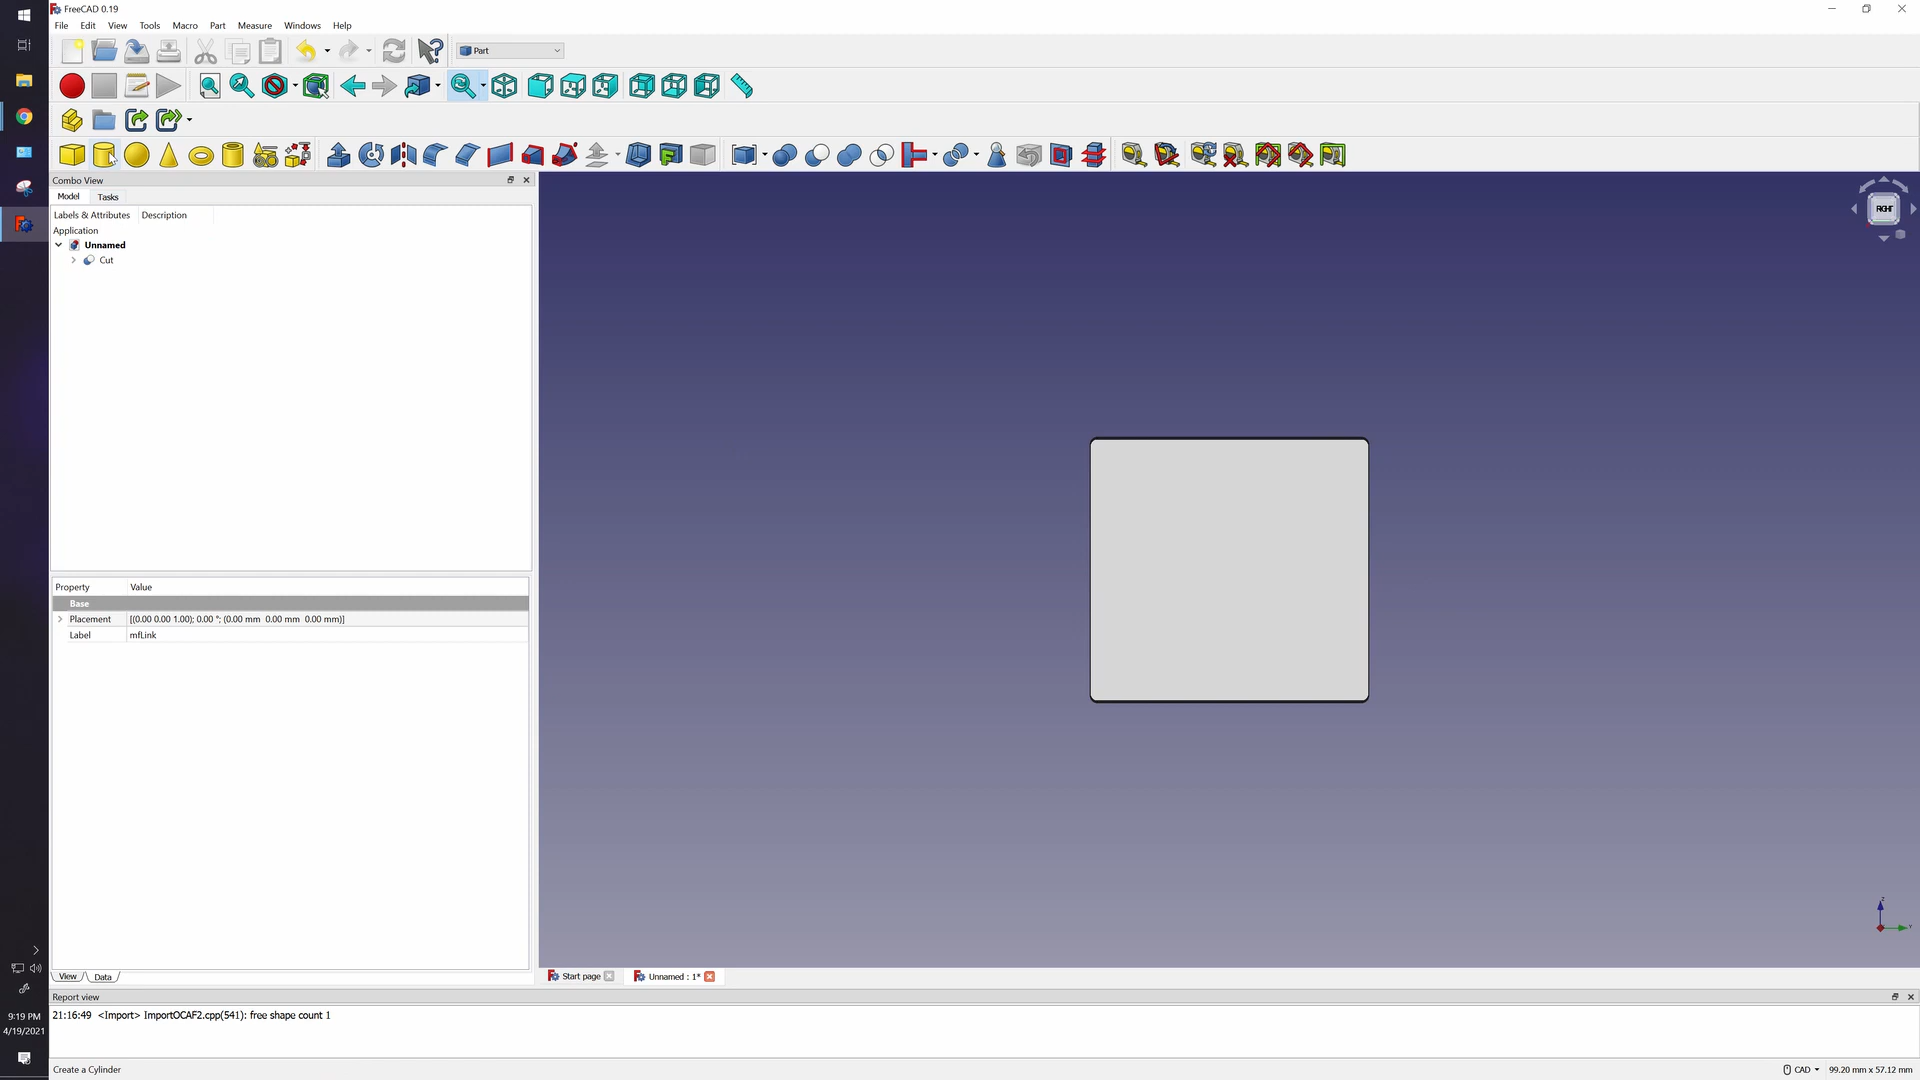 FreeCAD 0.19
File Edit View Tools Macro Part Measure Windows Help
Part
Combo View
Model Tasks
Labels & Attributes Description
Application
Unnamed
Cut
RIGHT
Property Value
Base
Placement [(0.00 0.00 1.00); 0.00 °; (0.00 mm 0.00 mm 0.00 mm)]
Label mfLink
Z
Y
View Data
Start page Unnamed : 1*
Report view
21:16:49 <Import> ImportOCAF2.cpp(541): free shape count 1
9:19 PM
4/19/2021
Create a Cylinder
CAD 99.20 mm x 57.12 mm